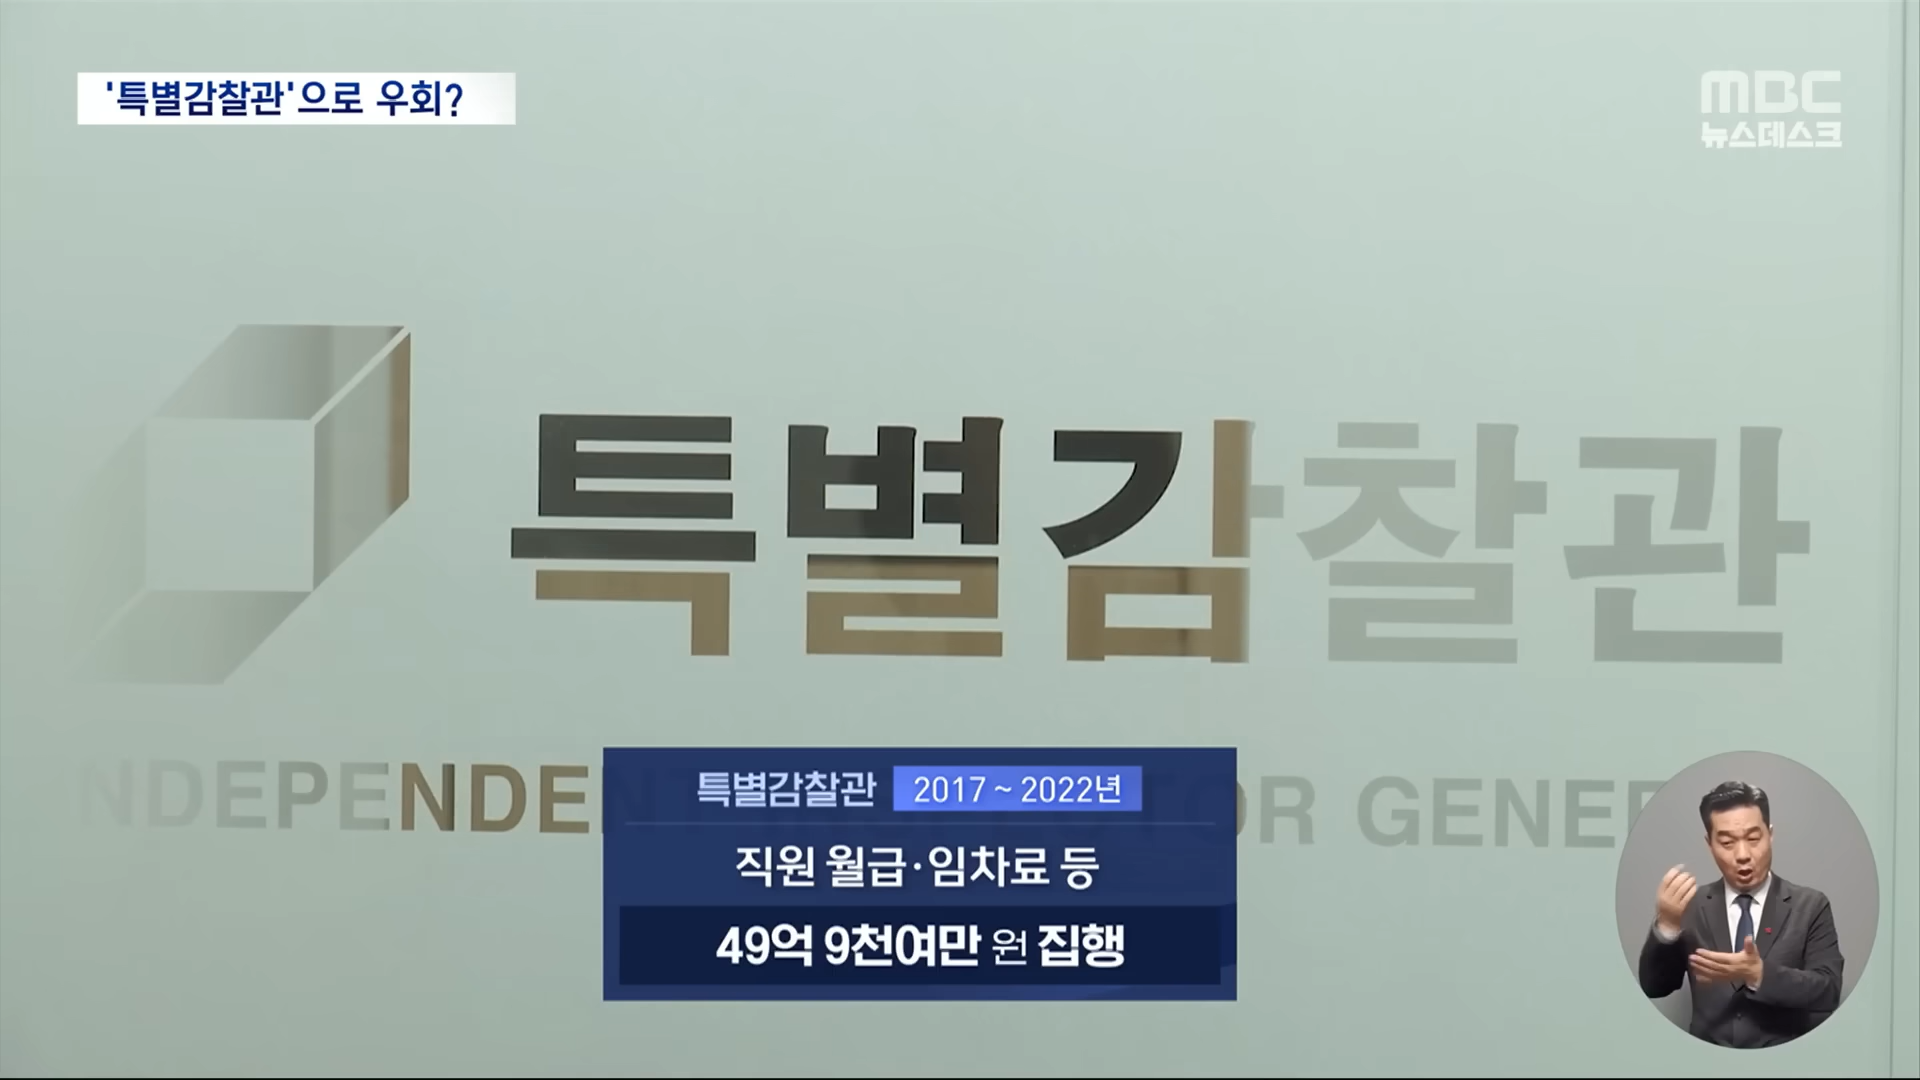 '특별감찰관'으로 우회?
MBC
뉴스데스크
특별감찰관
NDEPENDEN OR GENE
특별감찰관 2017~2022년
직원 월급·임차료 등
49억 9천여만 원 집행